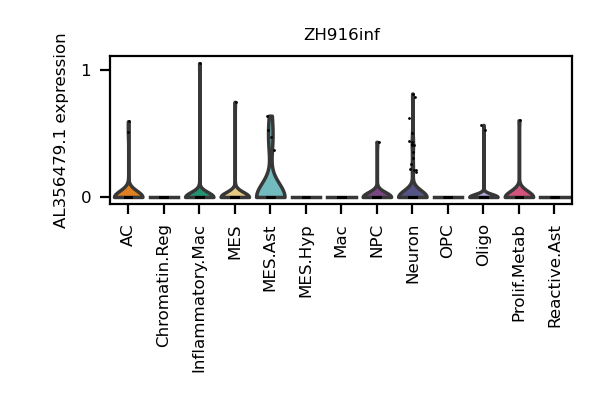 ZH916inf
AL356479.1 expression
1
0
AC
Chromatin.Reg
Inflammatory.Mac
MES
MES.Ast
MES.Hyp
Mac
NPC
Neuron
OPC
Oligo
Prolif.Metab
Reactive.Ast